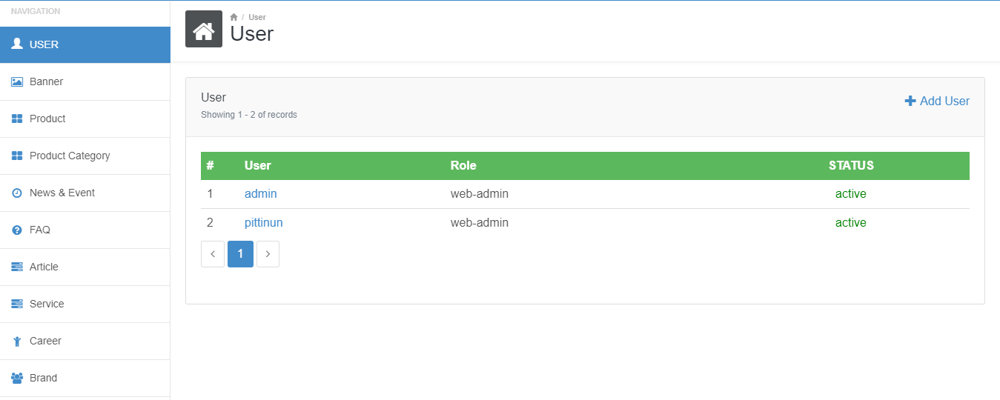 NAVIGATION
USER
Banner
Product
Product Category
News & Event
FAQ
Article
Service
Career
Brand
/ User
User
User
Showing 1 - 2 of records
Add User
# User Role STATUS
1 admin web-admin active
2 pittinun web-admin active
< 1 >